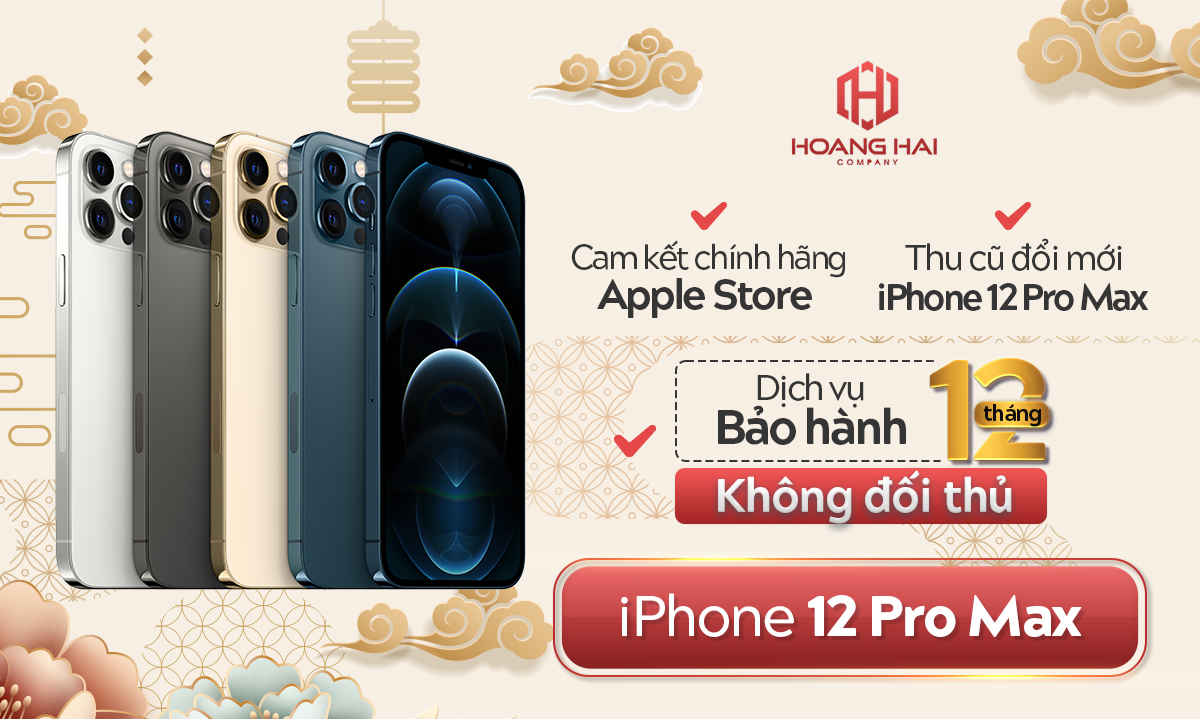 HOANG HAI
COMPANY
Cam kết chính hãng
Apple Store
Thu cũ đổi mới
iPhone 12 Pro Max
Dịch vụ
Bảo hành
12
tháng
Không đối thủ
iPhone 12 Pro Max